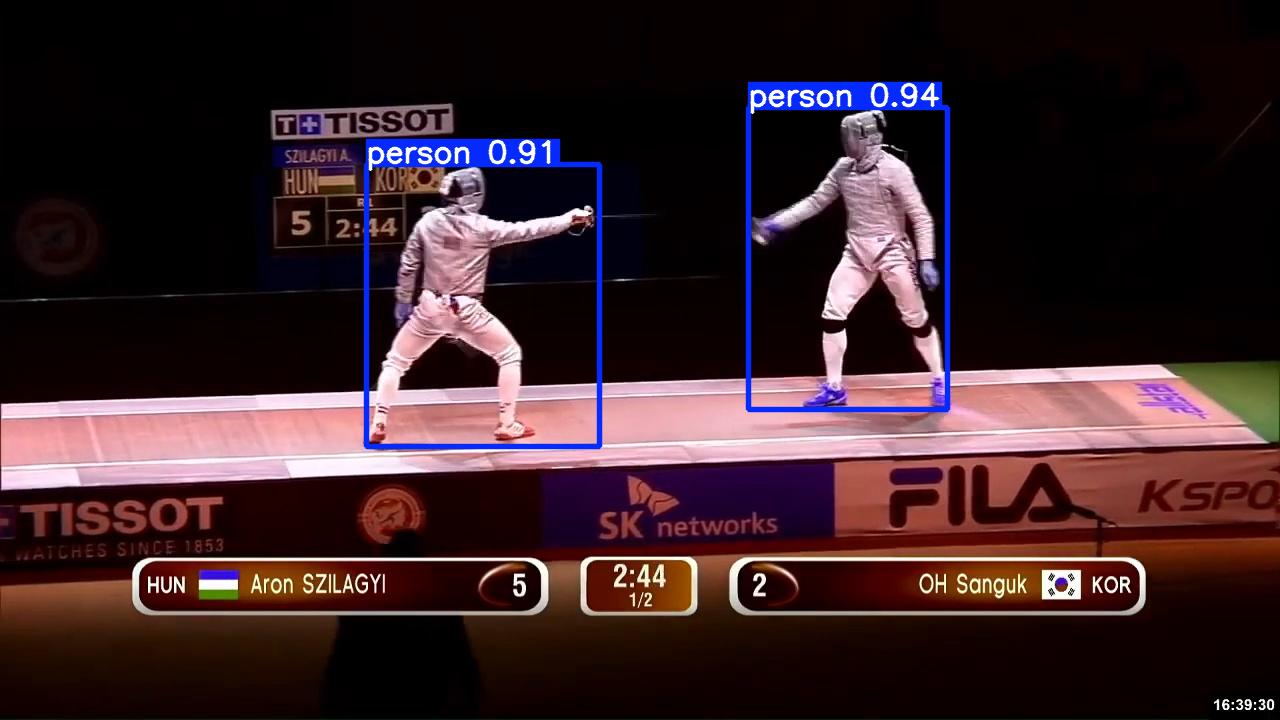 person 0.94
TISSOT
person 0.91
SZILAGYI A.
HUN KOR
R1
5 2:44
FILA
KSPO
TISSOT
WATCHES SINCE 1853
SK networks
HUN Aron SZILAGYI 5
2:44
1/2
2 OH Sanguk KOR
16:39:30